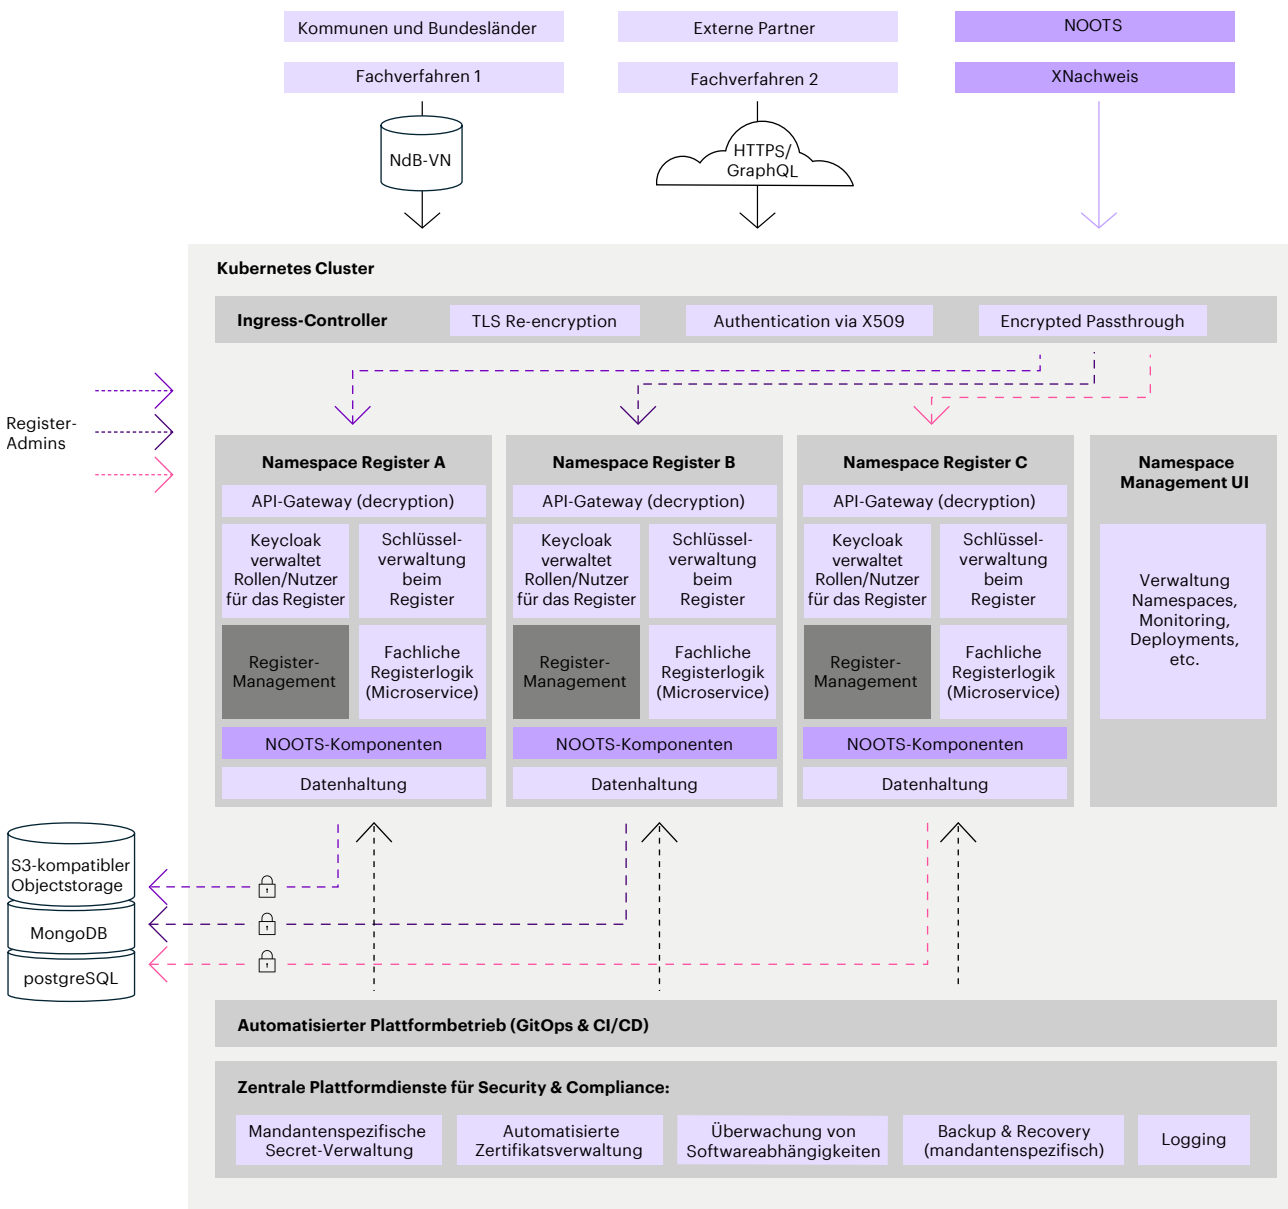 Kommunen und Bundesländer
Externe Partner
NOOTS
Fachverfahren 1
Fachverfahren 2
XNachweis
NdB-VN
HTTPS/
GraphQL
Kubernetes Cluster
Ingress-Controller
TLS Re-encryption
Authentication via X509
Encrypted Passthrough
Register-
Admins
Namespace Register A
API-Gateway (decryption)
Keycloak
verwaltet
Rollen/Nutzer
für das Register
Schlüssel-
verwaltung
beim
Register
Register-
Management
Fachliche
Registerlogik
(Microservice)
NOOTS-Komponenten
Datenhaltung
Namespace Register B
API-Gateway (decryption)
Keycloak
verwaltet
Rollen/Nutzer
für das Register
Schlüssel-
verwaltung
beim
Register
Register-
Management
Fachliche
Registerlogik
(Microservice)
NOOTS-Komponenten
Datenhaltung
Namespace Register C
API-Gateway (decryption)
Keycloak
verwaltet
Rollen/Nutzer
für das Register
Schlüssel-
verwaltung
beim
Register
Register-
Management
Fachliche
Registerlogik
(Microservice)
NOOTS-Komponenten
Datenhaltung
Namespace
Management UI
Verwaltung
Namespaces,
Monitoring,
Deployments,
etc.
S3-kompatibler
Objectstorage
MongoDB
postgreSQL
Automatisierter Plattformbetrieb (GitOps & CI/CD)
Zentrale Plattformdienste für Security & Compliance:
Mandantenspezifische
Secret-Verwaltung
Automatisierte
Zertifikatsverwaltung
Überwachung von
Softwareabhängigkeiten
Backup & Recovery
(mandantenspezifisch)
Logging